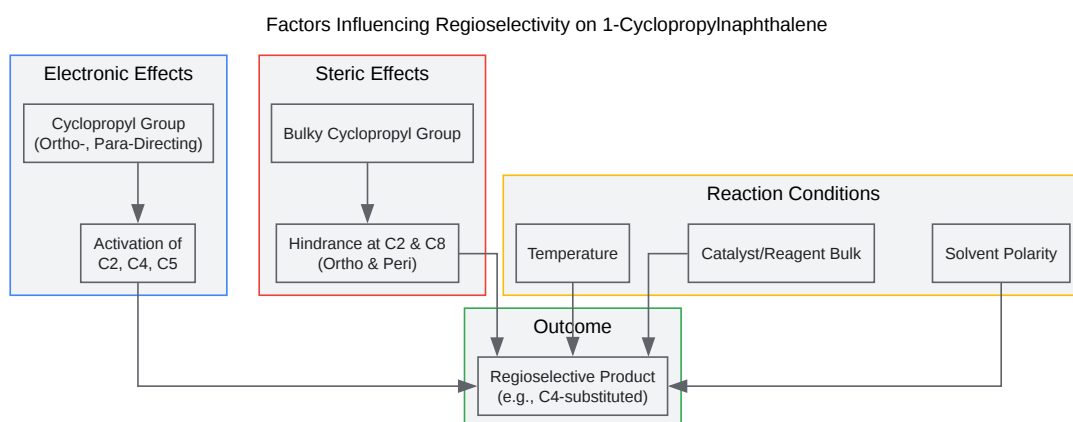 Factors Influencing Regioselectivity on 1-Cyclopropylnaphthalene
Electronic Effects
Cyclopropyl Group
(Ortho-, Para-Directing)
Activation of
C2, C4, C5
Steric Effects
Bulky Cyclopropyl Group
Hindrance at C2 & C8
(Ortho & Peri)
Reaction Conditions
Temperature
Catalyst/Reagent Bulk
Solvent Polarity
Outcome
Regioselective Product
(e.g., C4-substituted)